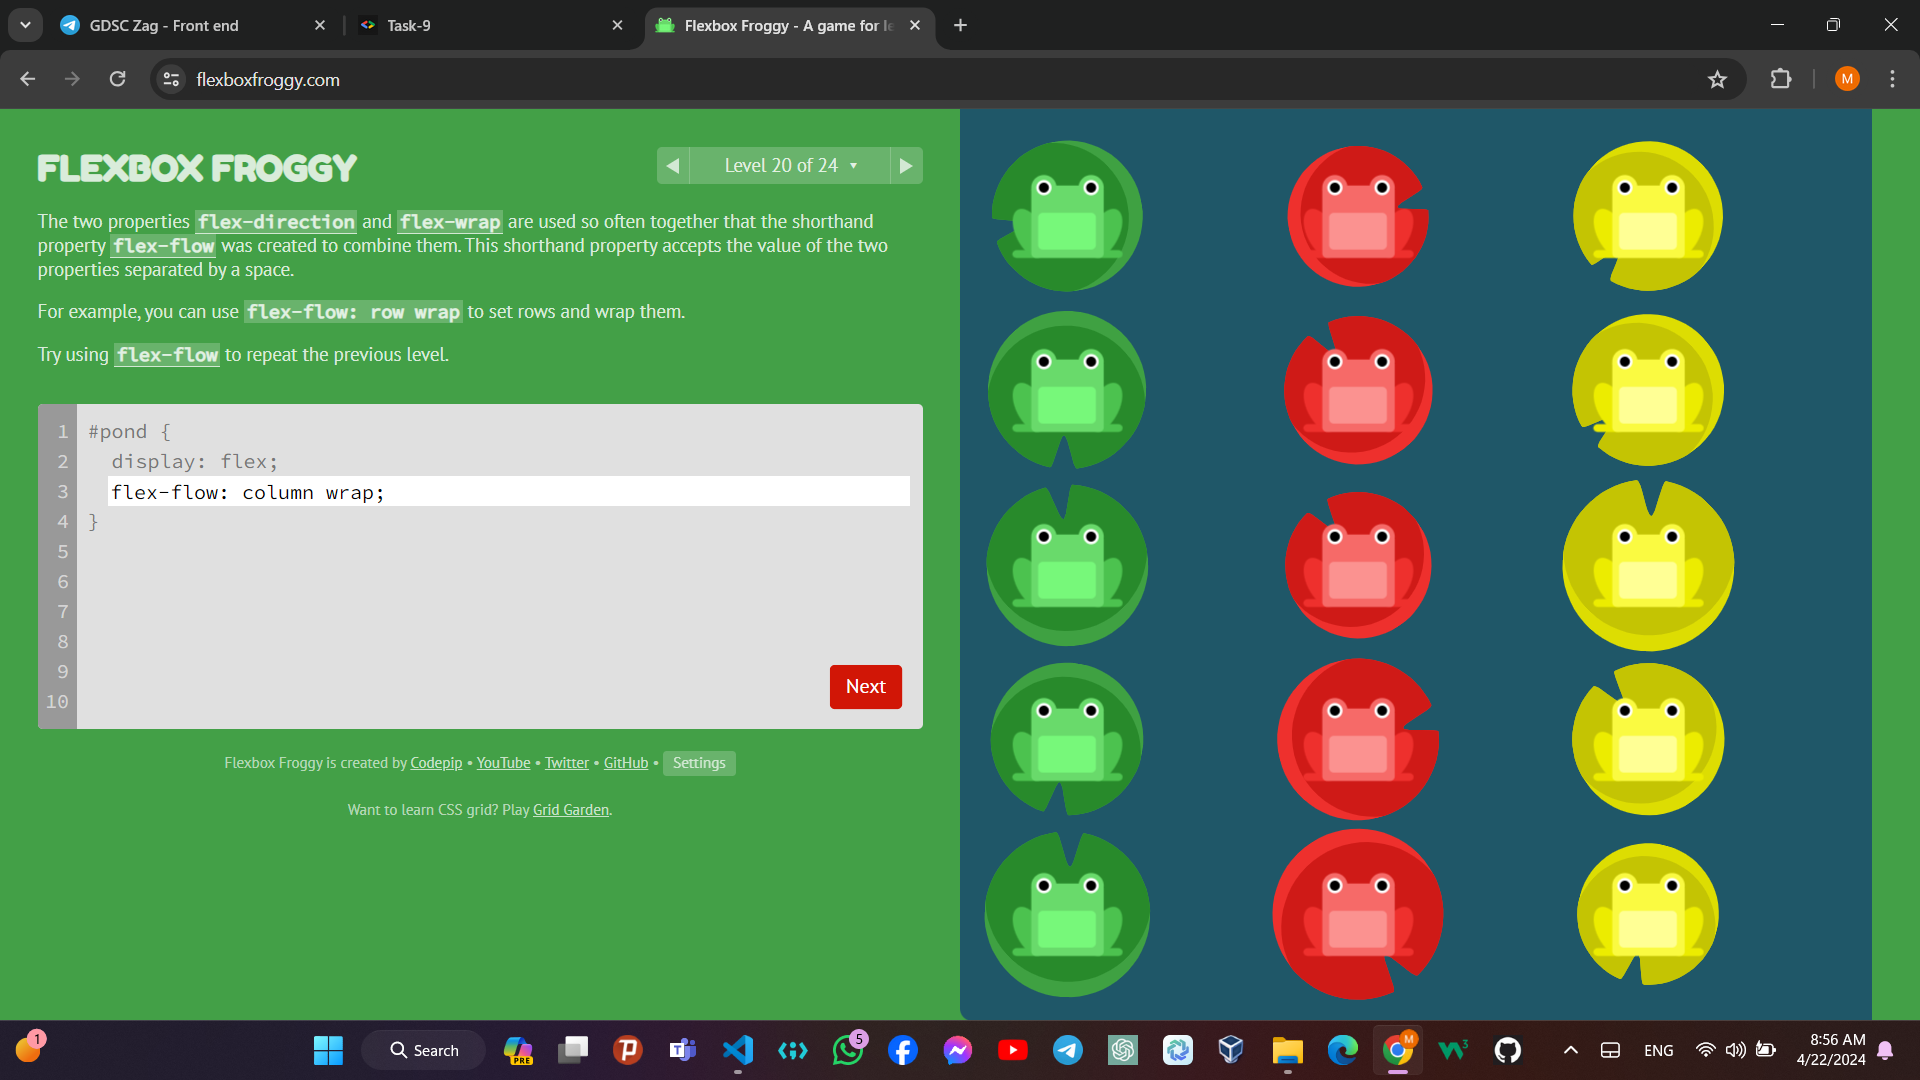 GDSC Zag - Front end
Task-9
Flexbox Froggy - A game for le
flexboxfroggy.com
M
FLEXBOX FROGGY
Level 20 of 24
The two properties flex-direction and flex-wrap are used so often together that the shorthand
property flex-flow was created to combine them. This shorthand property accepts the value of the two
properties separated by a space.
For example, you can use flex-flow: row wrap to set rows and wrap them.
Try using flex-flow to repeat the previous level.
1 #pond {
2 display: flex;
3 flex-flow: column wrap;
4 }
5
6
7
8
9
10
Next
Flexbox Froggy is created by Codepip • YouTube • Twitter • GitHub • Settings
Want to learn CSS grid? Play Grid Garden.
1
Search
PRE
5
M
ENG
8:56 AM
4/22/2024